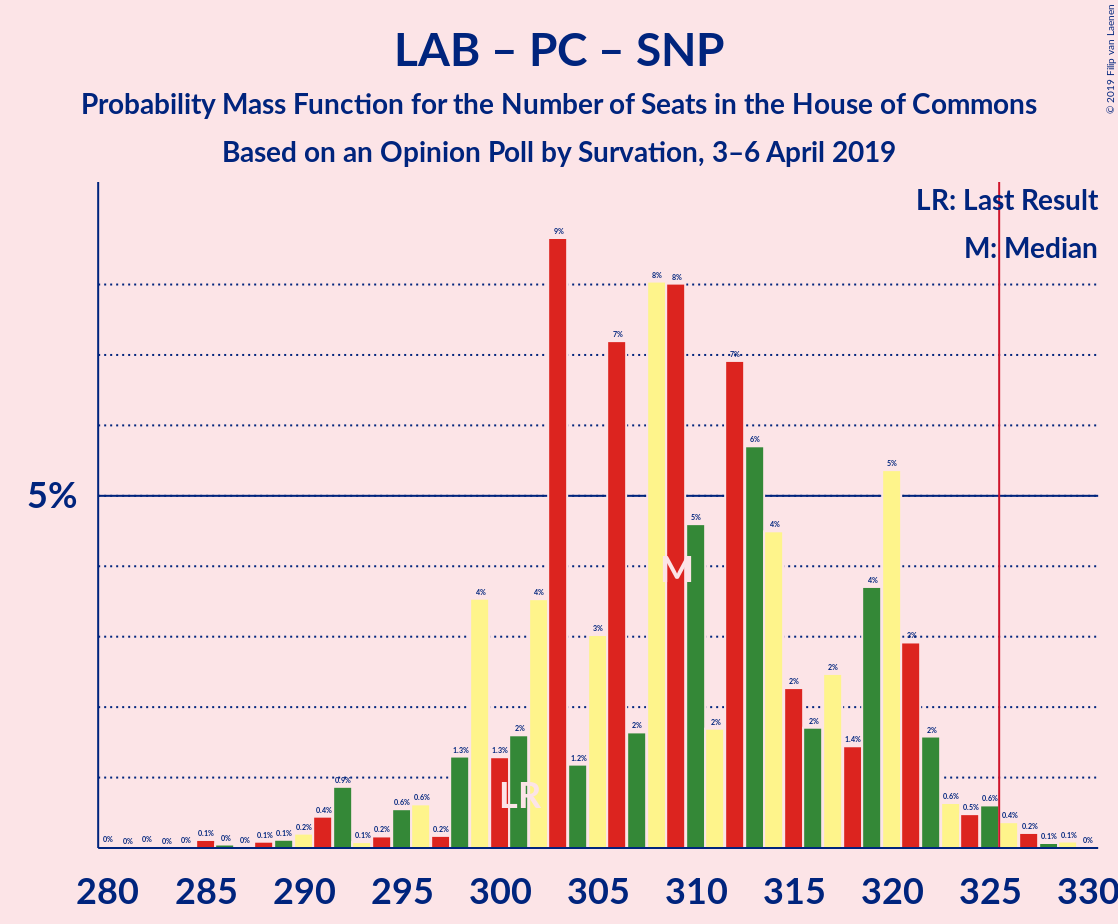 LAB – PC – SNP
Probability Mass Function for the Number of Seats in the House of Commons
Based on an Opinion Poll by Survation, 3–6 April 2019
© 2019 Filip van Laenen
LR: Last Result
M: Median
5%
0% 0% 0% 0% 0% 0.1% 0% 0% 0.1% 0.1% 0.2% 0.4% 0.9% 0.1% 0.2% 0.6% 0.6% 0.2% 1.3% 4% 1.3% 2% 4% 9% 1.2% 3% 7% 2% 8% 8% 5% 2% 7% 6% 4% 2% 2% 2% 1.4% 4% 5% 3% 2% 0.6% 0.5% 0.6% 0.4% 0.2% 0.1% 0.1% 0%
M
LR
280 285 290 295 300 305 310 315 320 325 330